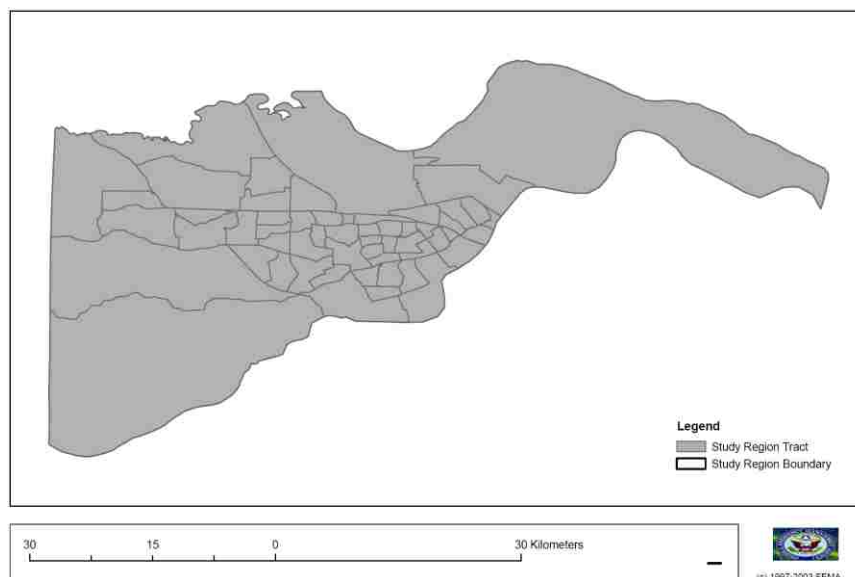 Legend
Study Region Tract
Study Region Boundary
30 15 0 30 Kilometers
(c) 1997-2003 FEMA.